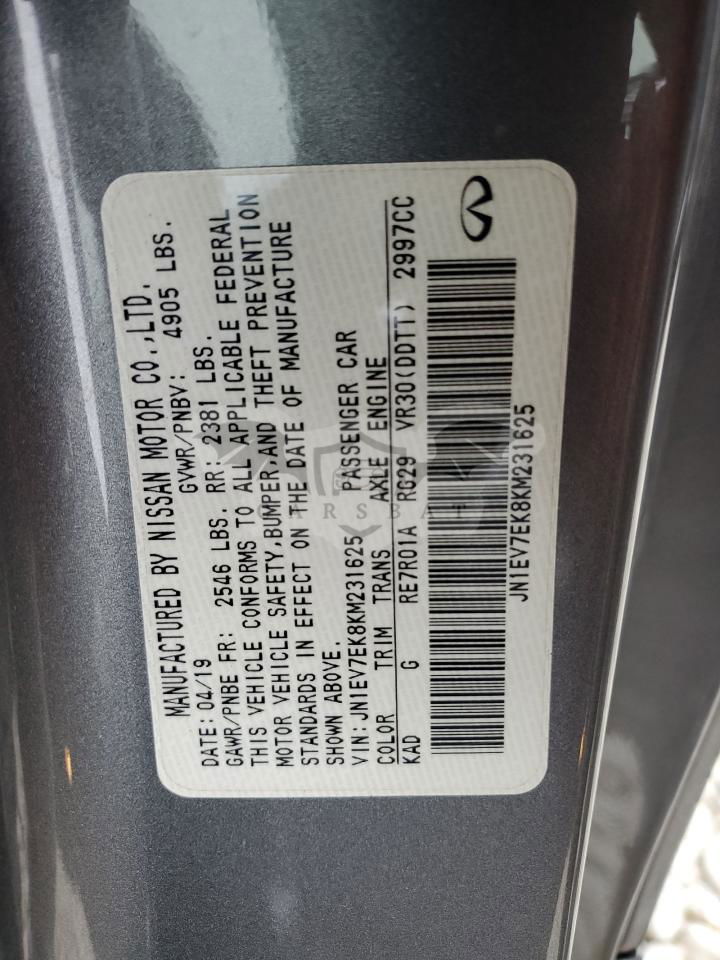 MANUFACTURED BY NISSAN MOTOR CO.,LTD.
DATE: 04/19 GVWR/PNBV: 4905 LBS.
GAWR/PNBE FR: 2546 LBS. RR: 2381 LBS.
THIS VEHICLE CONFORMS TO ALL APPLICABLE FEDERAL
MOTOR VEHICLE SAFETY,BUMPER,AND THEFT PREVENTION
STANDARDS IN EFFECT ON THE DATE OF MANUFACTURE
SHOWN ABOVE.
VIN: JN1EV7EK8KM231625 PASSENGER CAR
COLOR TRIM TRANS AXLE ENGINE
KAD G RE7R01A RG29 VR30(DDTT) 2997CC
JN1EV7EK8KM231625
CARSBAT